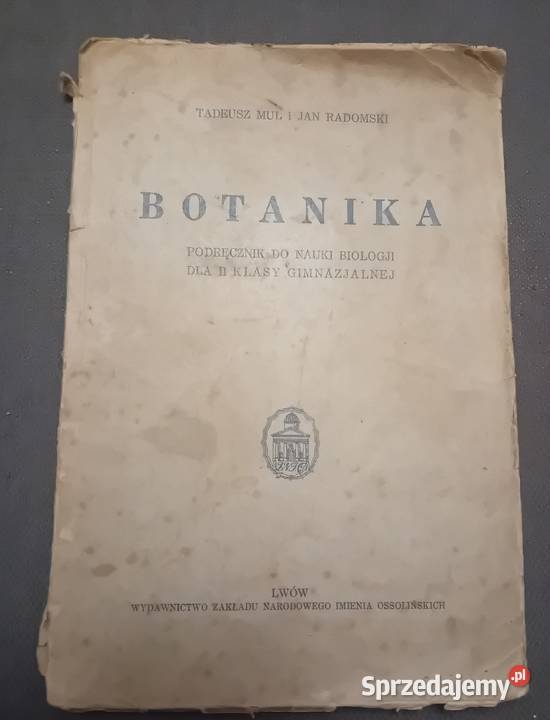 TADEUSZ MUL i JAN RADOMSKI
BOTANIKA
PODRĘCZNIK DO NAUKI BIOLOGJI
DLA II KLASY GIMNAZJALNEJ
LWÓW
WYDAWNICTWO ZAKŁADU NARODOWEGO IMIENIA OSSOLIŃSKICH
Sprzedajemy.pl